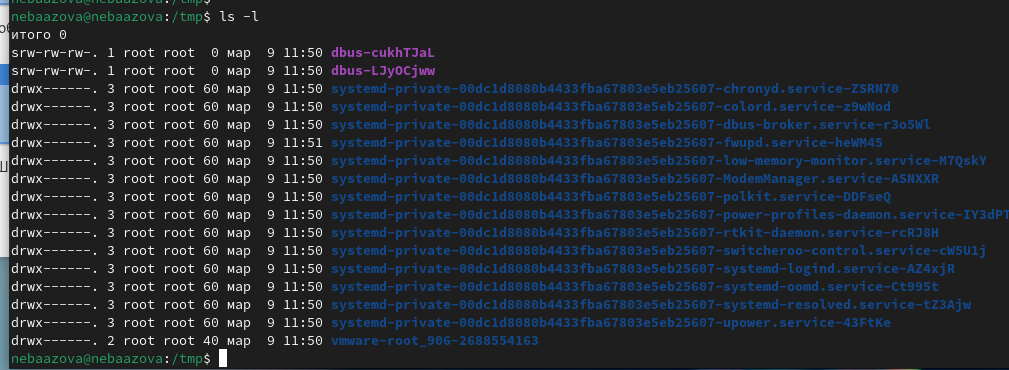 nebaazova@nebaazova:/tmp$ ls -l
итого 0
srw-rw-rw-. 1 root root  0 мар  9 11:50 dbus-cukhTJaL
srw-rw-rw-. 1 root root  0 мар  9 11:50 dbus-LJyOCjww
drwx------. 3 root root 60 мар  9 11:50 systemd-private-00dc1d8080b4433fba67803e5eb25607-chronyd.service-ZSRN70
drwx------. 3 root root 60 мар  9 11:50 systemd-private-00dc1d8080b4433fba67803e5eb25607-colord.service-z9wNod
drwx------. 3 root root 60 мар  9 11:50 systemd-private-00dc1d8080b4433fba67803e5eb25607-dbus-broker.service-r3o5Wl
drwx------. 3 root root 60 мар  9 11:51 systemd-private-00dc1d8080b4433fba67803e5eb25607-fwupd.service-heWM45
drwx------. 3 root root 60 мар  9 11:50 systemd-private-00dc1d8080b4433fba67803e5eb25607-low-memory-monitor.service-M7QskY
drwx------. 3 root root 60 мар  9 11:50 systemd-private-00dc1d8080b4433fba67803e5eb25607-ModemManager.service-ASNXXR
drwx------. 3 root root 60 мар  9 11:50 systemd-private-00dc1d8080b4433fba67803e5eb25607-polkit.service-DDFseQ
drwx------. 3 root root 60 мар  9 11:50 systemd-private-00dc1d8080b4433fba67803e5eb25607-power-profiles-daemon.service-IY3dPT
drwx------. 3 root root 60 мар  9 11:50 systemd-private-00dc1d8080b4433fba67803e5eb25607-rtkit-daemon.service-rcRJ8H
drwx------. 3 root root 60 мар  9 11:50 systemd-private-00dc1d8080b4433fba67803e5eb25607-switcheroo-control.service-cW5U1j
drwx------. 3 root root 60 мар  9 11:50 systemd-private-00dc1d8080b4433fba67803e5eb25607-systemd-logind.service-AZ4xjR
drwx------. 3 root root 60 мар  9 11:50 systemd-private-00dc1d8080b4433fba67803e5eb25607-systemd-oomd.service-Ct995t
drwx------. 3 root root 60 мар  9 11:50 systemd-private-00dc1d8080b4433fba67803e5eb25607-systemd-resolved.service-tZ3Ajw
drwx------. 3 root root 60 мар  9 11:50 systemd-private-00dc1d8080b4433fba67803e5eb25607-upower.service-43FtKe
drwx------. 2 root root 40 мар  9 11:50 vmware-root_906-2688554163
nebaazova@nebaazova:/tmp$